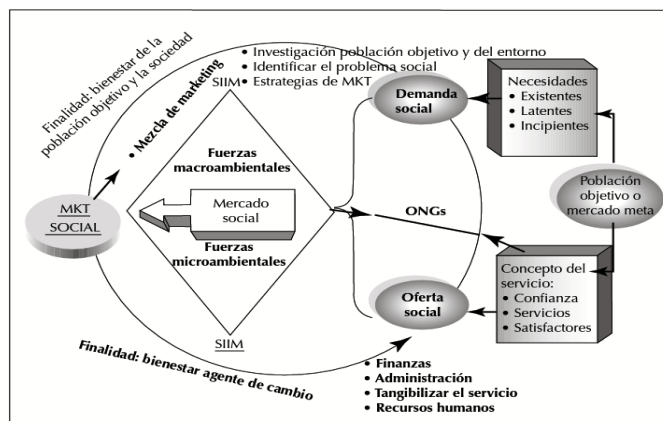 • Investigación población objetivo y del entorno
• Identificar el problema social
SIIM • Estrategias de MKT
Finalidad: bienestar de la
población objetivo y la sociedad
• Mezcla de marketing
Demanda
social
Necesidades
• Existentes
• Latentes
• Incipientes
Fuerzas
macroambientales
MKT
SOCIAL
Mercado
social
ONGs
Población
objetivo o
mercado meta
Fuerzas
microambientales
Concepto del
servicio:
• Confianza
• Servicios
• Satisfactores
Oferta
social
SIIM
Finalidad: bienestar agente de cambio
• Finanzas
• Administración
• Tangibilizar el servicio
• Recursos humanos